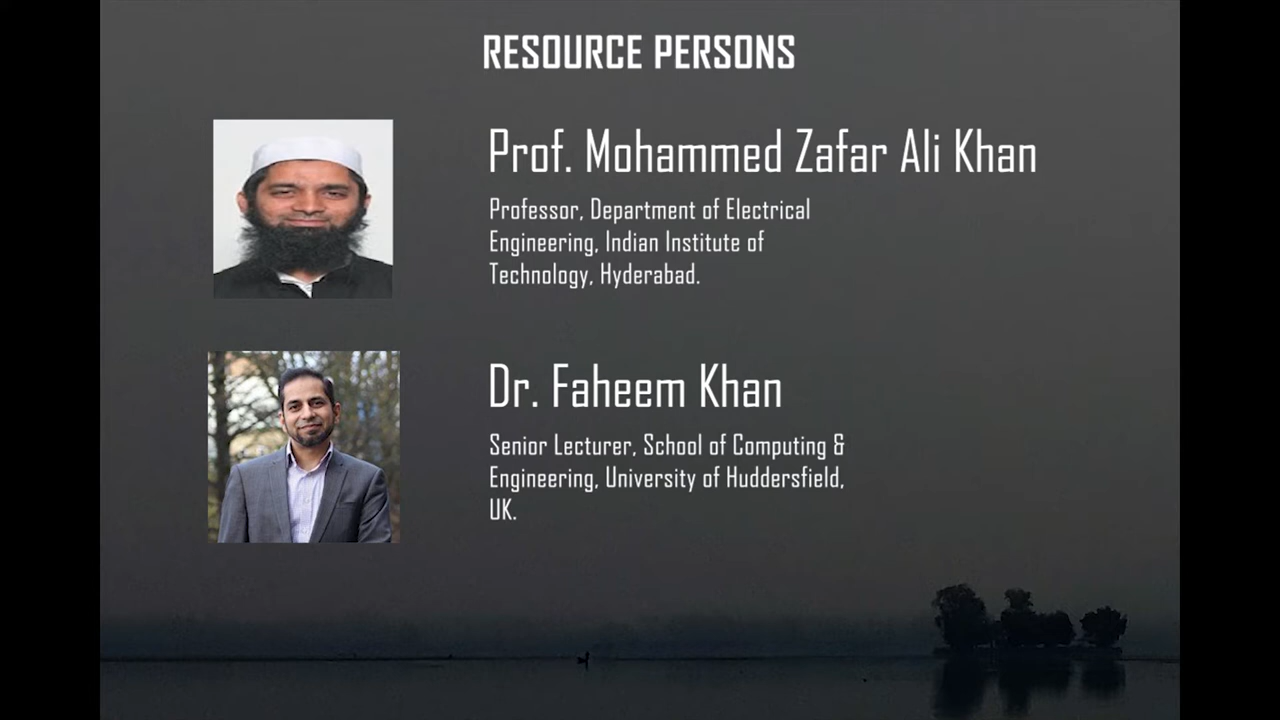 RESOURCE PERSONS
Prof. Mohammed Zafar Ali Khan
Professor, Department of Electrical
Engineering, Indian Institute of
Technology, Hyderabad.
Dr. Faheem Khan
Senior Lecturer, School of Computing &
Engineering, University of Huddersfield,
UK.